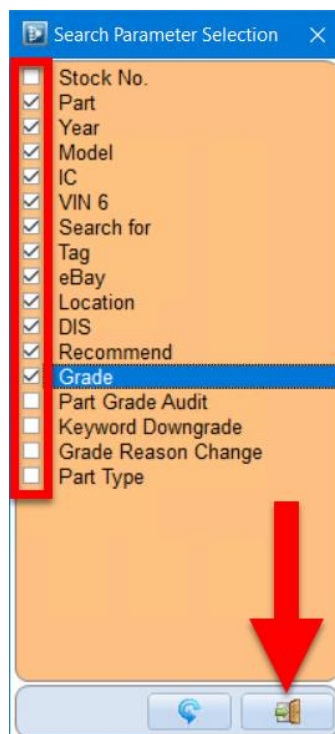 Search Parameter Selection
Stock No.
Part
Year
Model
IC
VIN 6
Search for
Tag
eBay
Location
DIS
Recommend
Grade
Part Grade Audit
Keyword Downgrade
Grade Reason Change
Part Type